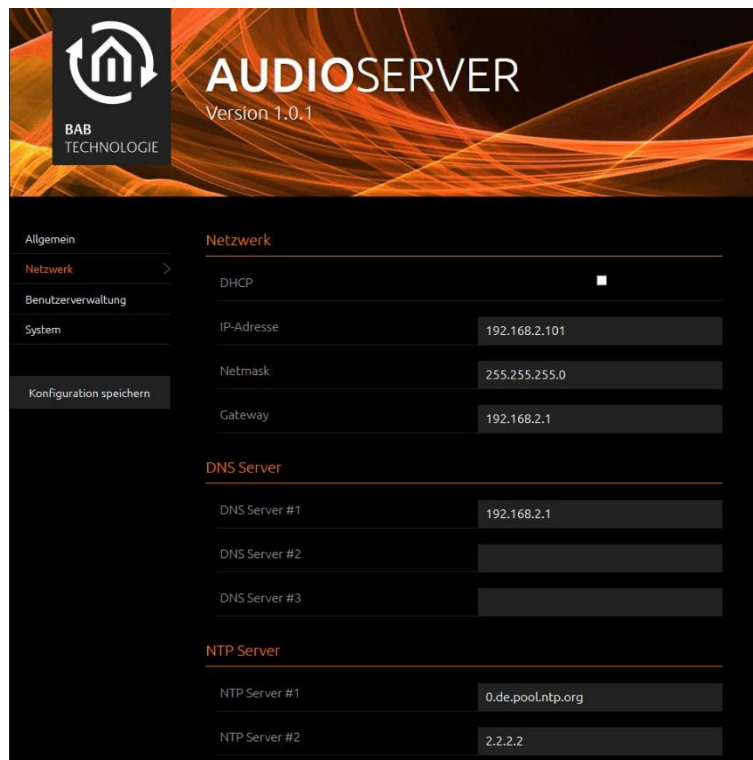 BAB
TECHNOLOGIE
AUDIOSERVER
Version 1.0.1
Allgemein
Netzwerk
Benutzerverwaltung
System
Konfiguration speichern
Netzwerk
DHCP
IP-Adresse 192.168.2.101
Netmask 255.255.255.0
Gateway 192.168.2.1
DNS Server
DNS Server #1 192.168.2.1
DNS Server #2
DNS Server #3
NTP Server
NTP Server #1 0.de.pool.ntp.org
NTP Server #2 2.2.2.2